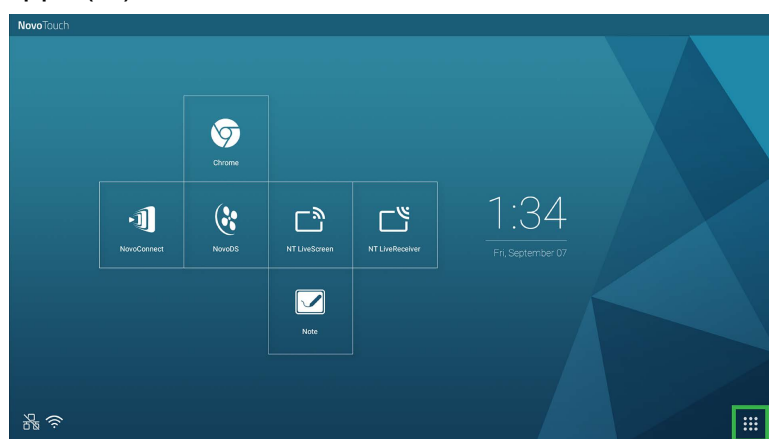 NovoTouch
Chrome
NovoConnect
NovoDS
NT LiveScreen
NT LiveReceiver
1:34
Fri, September 07
Note